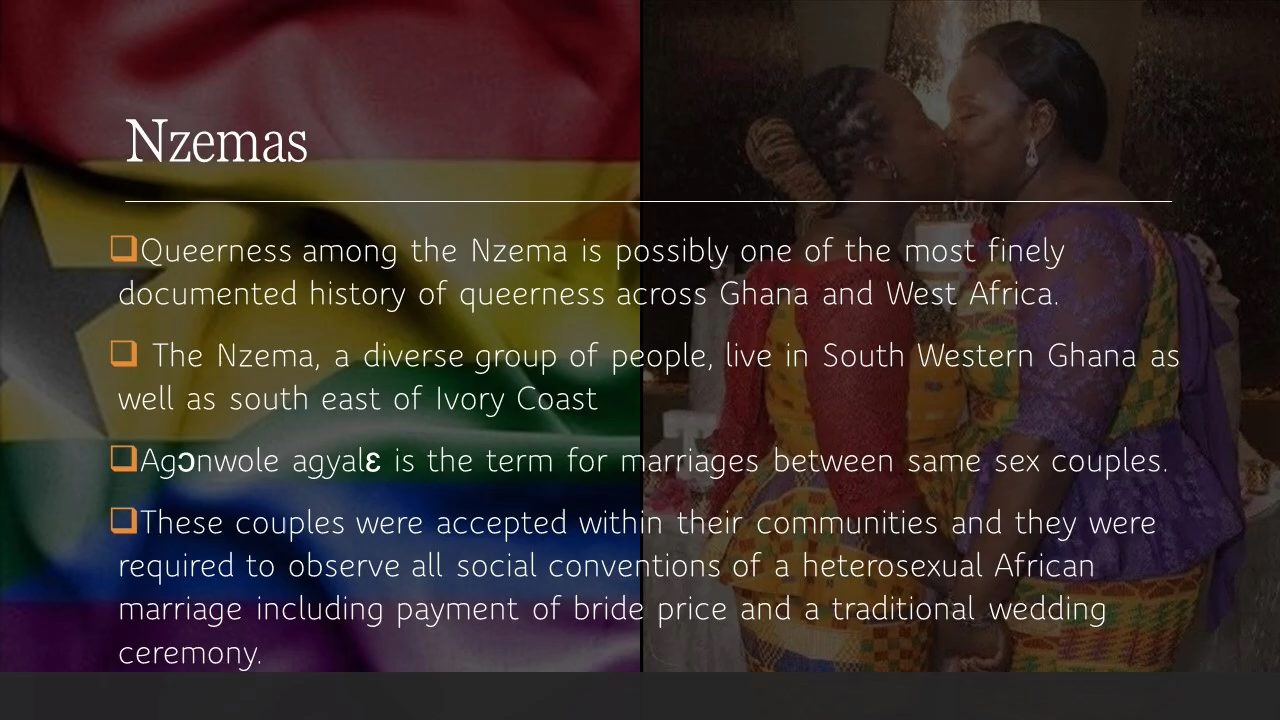 Nzemas
❑Queerness among the Nzema is possibly one of the most finely
documented history of queerness across Ghana and West Africa.
❑ The Nzema, a diverse group of people, live in South Western Ghana as
well as south east of Ivory Coast
❑Agɔnwole agyalɛ is the term for marriages between same sex couples.
❑These couples were accepted within their communities and they were
required to observe all social conventions of a heterosexual African
marriage including payment of bride price and a traditional wedding
ceremony.